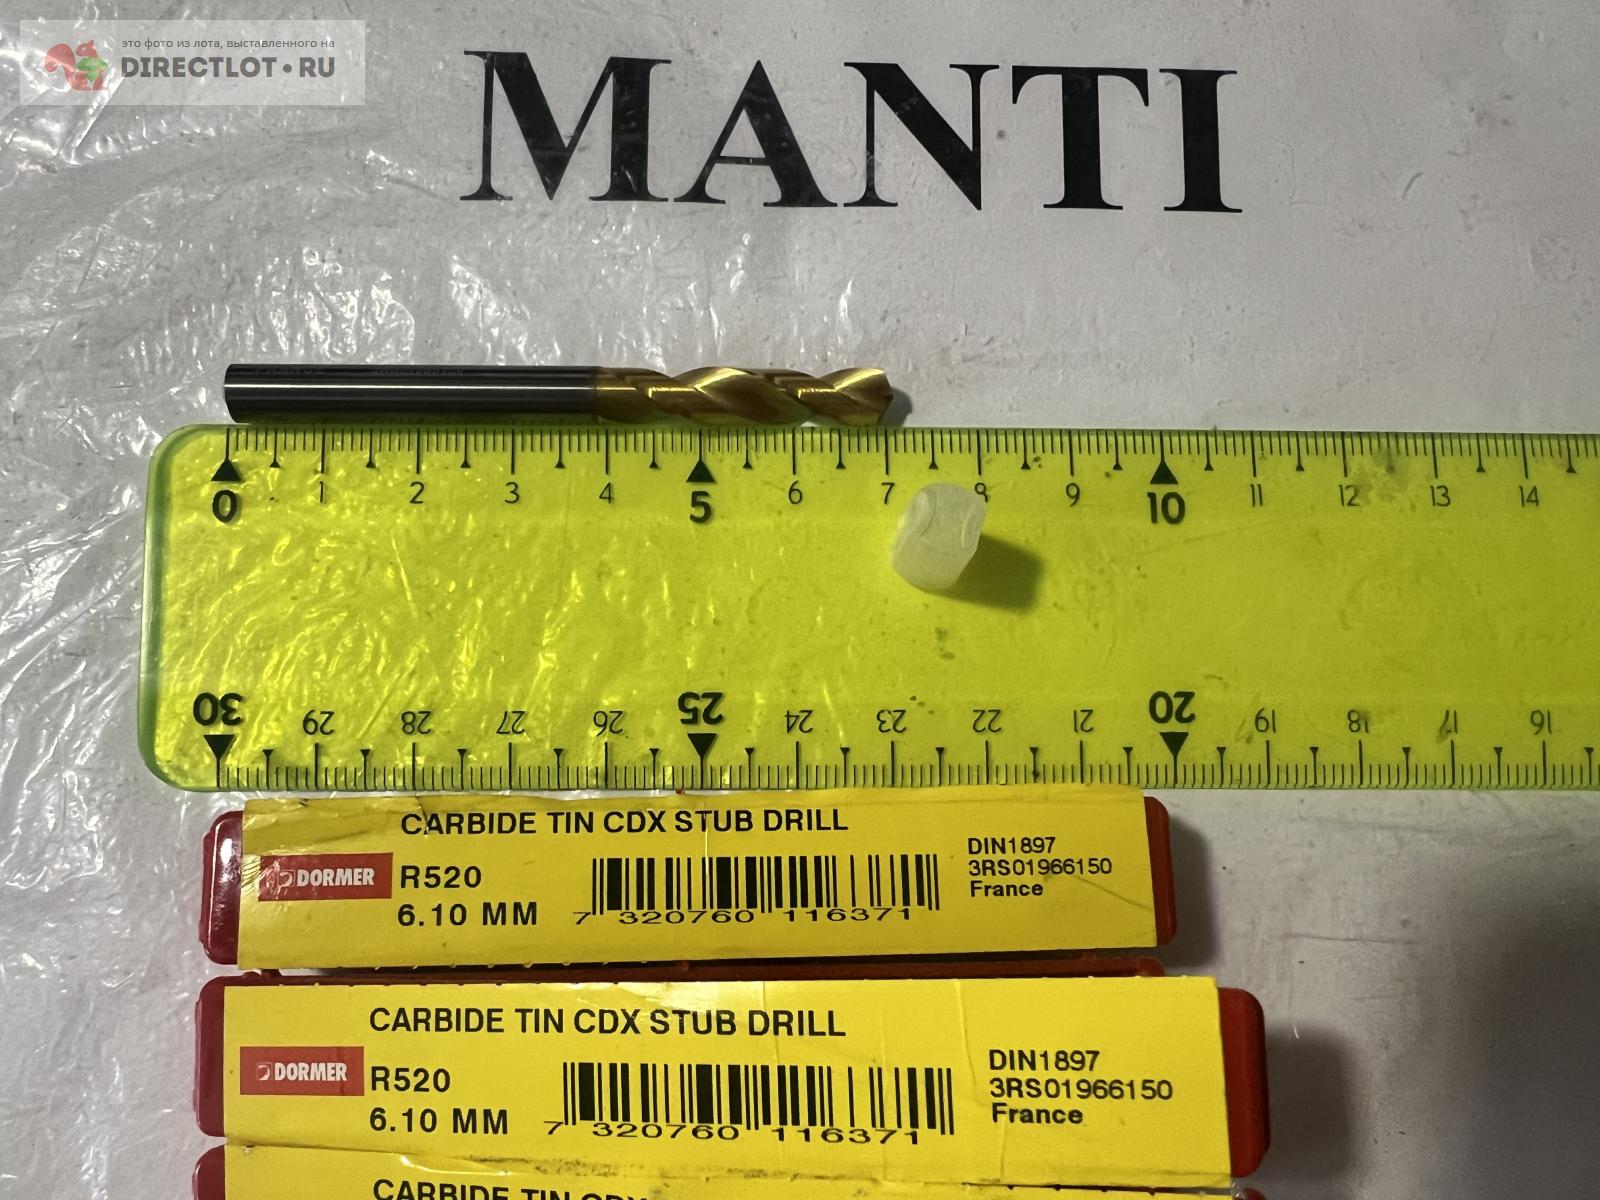 это фото из лота, выставленного на
DIRECTLOT.RU
MANTI
0 1 2 3 4 5 6 7 8 9 10 11 12 13 14
30 29 28 27 26 25 24 23 22 21 20 19 18 17 16
CARBIDE TIN CDX STUB DRILL
DORMER
R520
6.10 MM
7 320760 116371
DIN1897
3RS01966150
France
CARBIDE TIN CDX STUB DRILL
DORMER
R520
6.10 MM
7 320760 116371
DIN1897
3RS01966150
France
CARBIDE TIN CDX